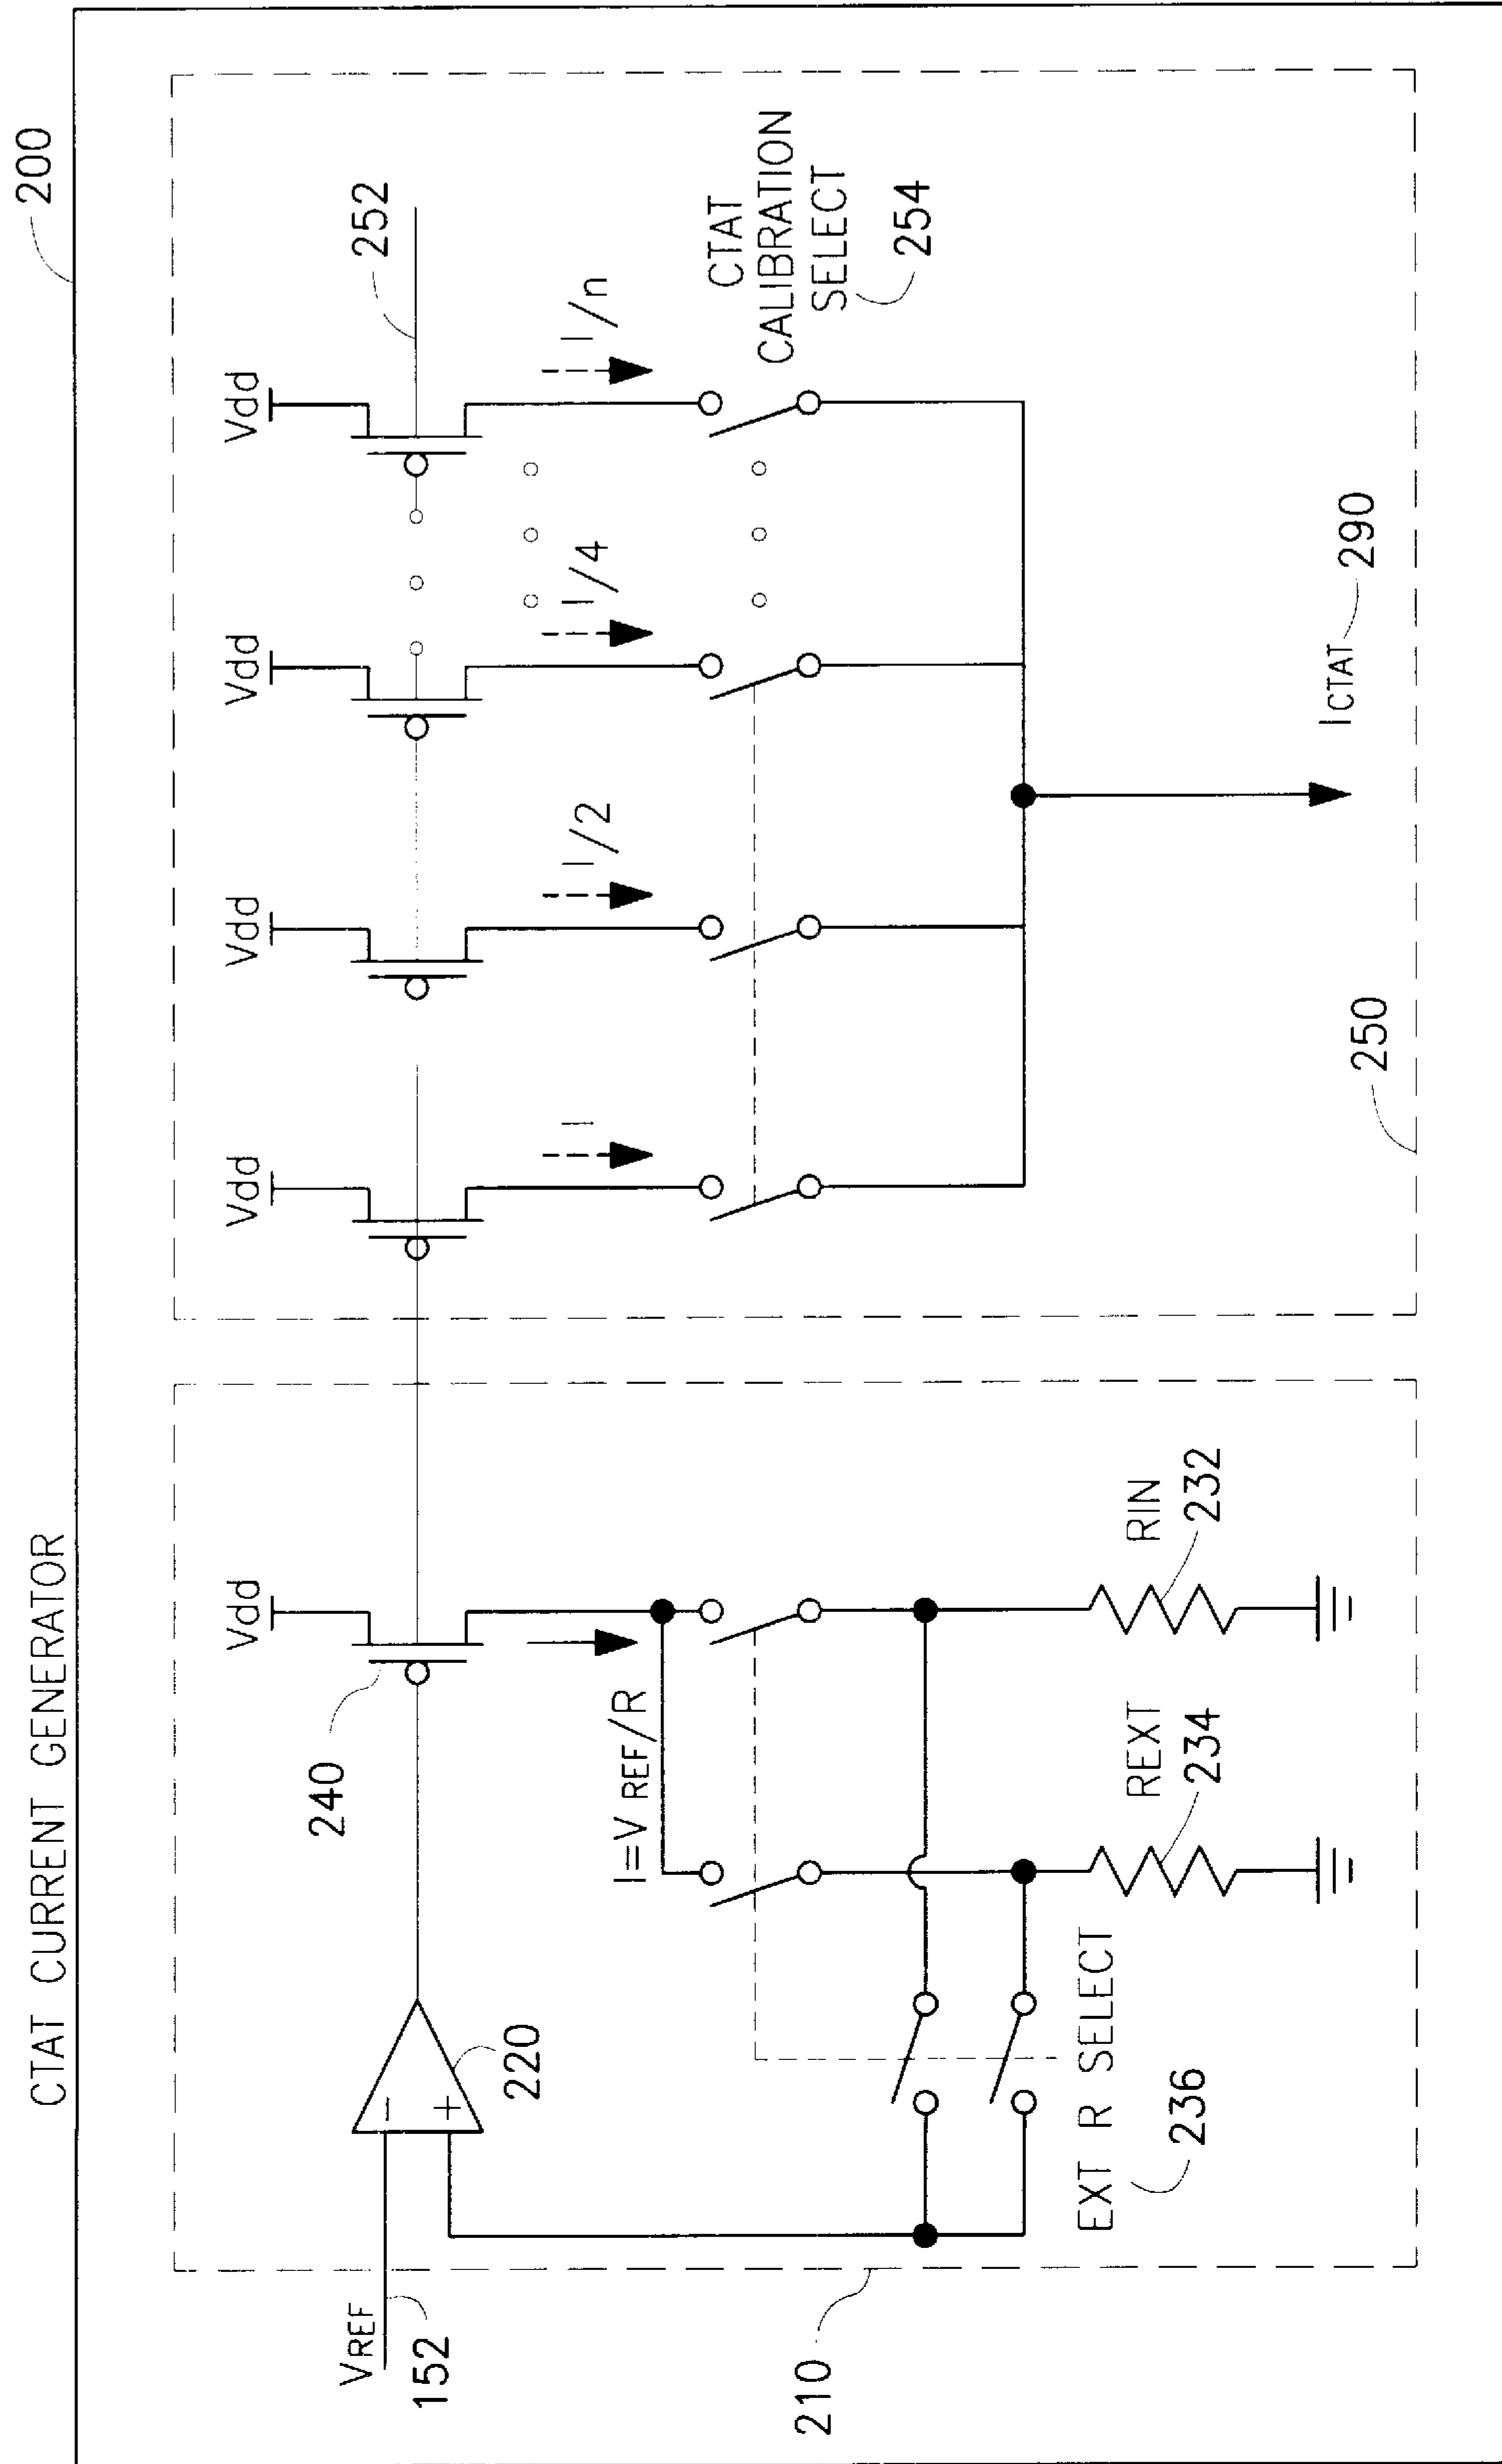 CTAT CURRENT GENERATOR
200
VREF
152
220
240
Vdd
Vdd
Vdd
Vdd
Vdd
252
I=V REF/R
I
I/2
I/4
I/n
CTAT
CALIBRATION
SELECT
254
210
EXT R SELECT
236
REXT
234
RIN
232
250
ICTAT
290
−
+